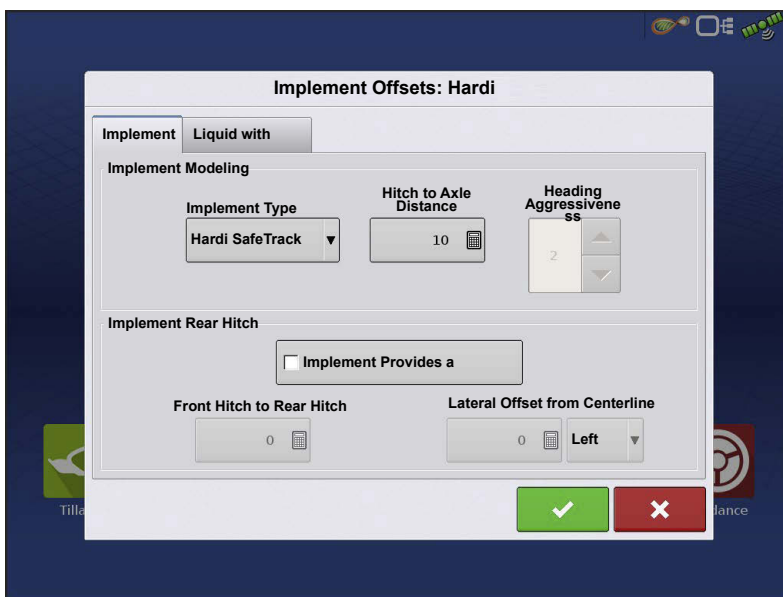 Implement Offsets: Hardi
Implement
Liquid with
Implement Modeling
Implement Type
Hitch to Axle
Distance
Heading
Aggressivene
ss
Hardi SafeTrack
10
2
Implement Rear Hitch
Implement Provides a
Front Hitch to Rear Hitch
Lateral Offset from Centerline
0
0
Left
Tilla
dance